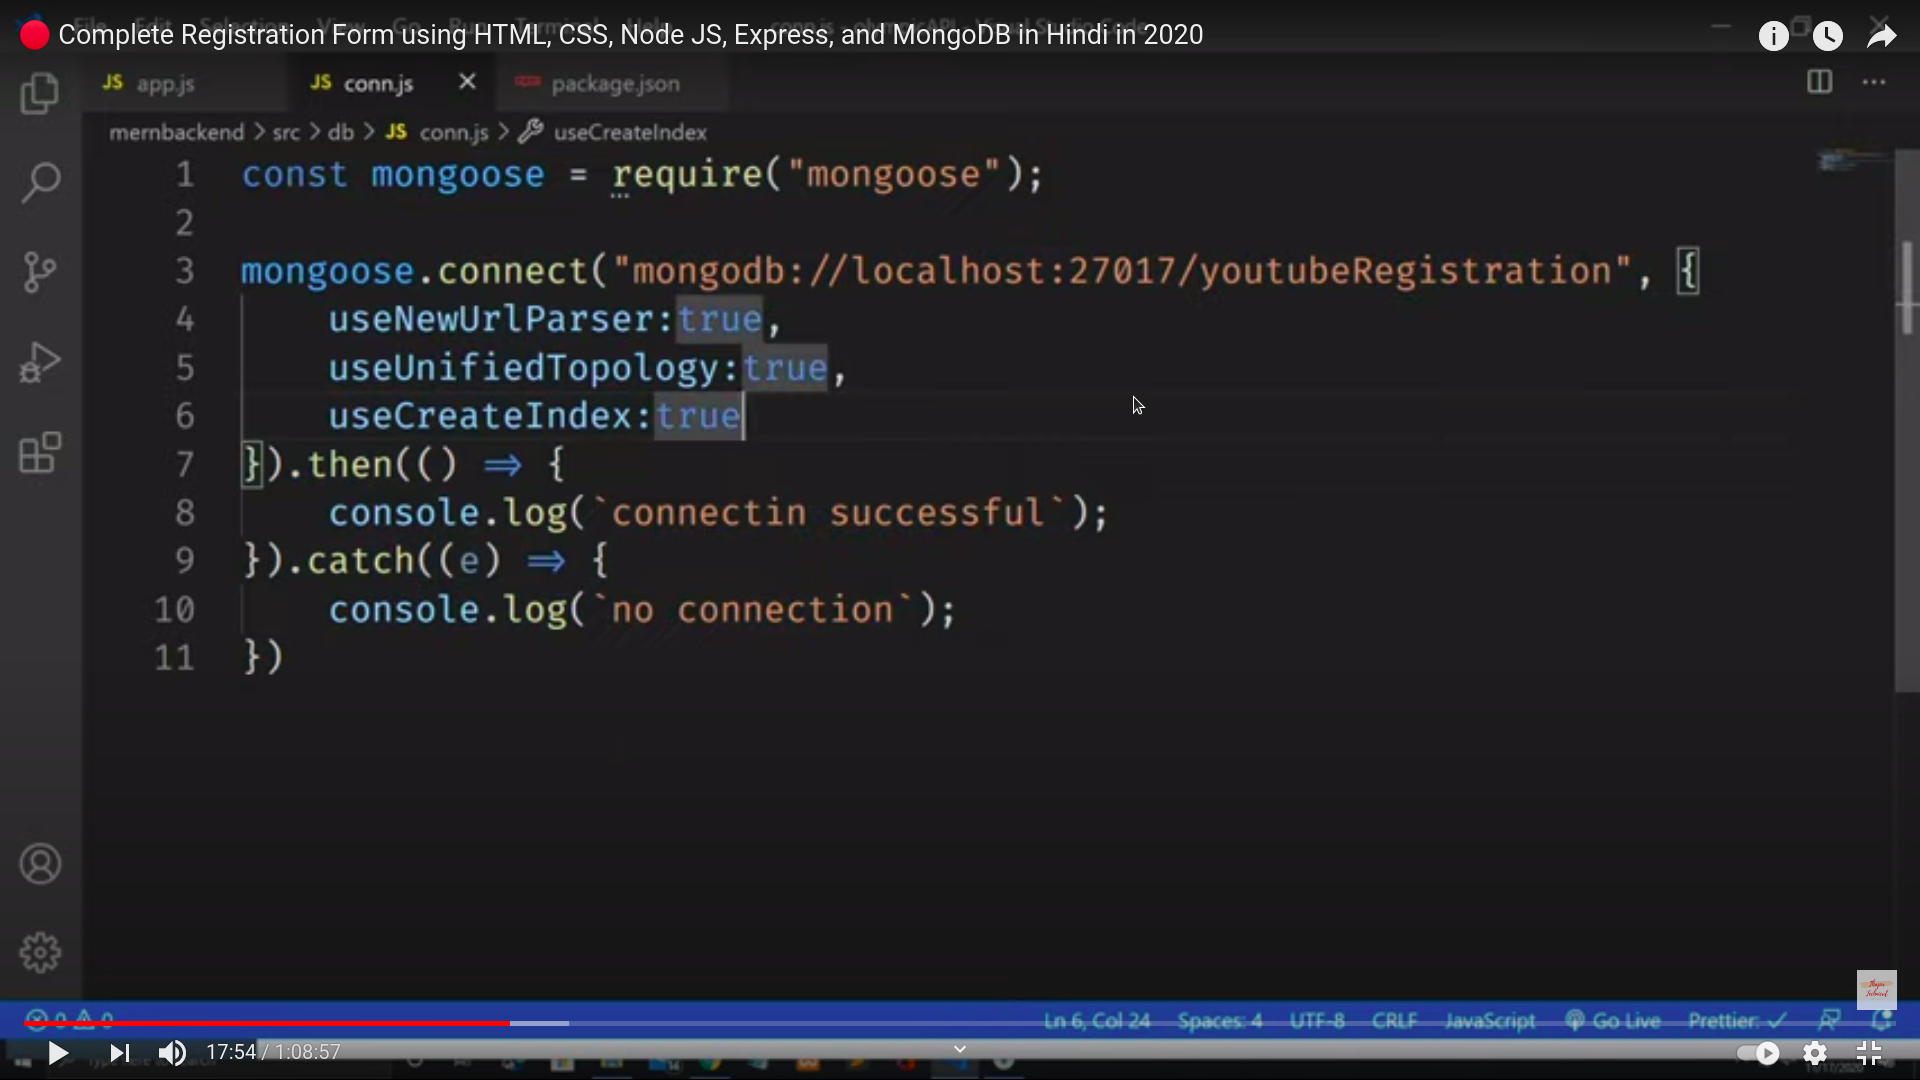 Complete Registration Form using HTML, CSS, Node JS, Express, and MongoDB in Hindi in 2020
JS app.js
JS conn.js
package.json
mernbackend > src > db > JS conn.js > useCreateIndex
1 const mongoose = require("mongoose");
2
3 mongoose.connect("mongodb://localhost:27017/youtubeRegistration", {
4 useNewUrlParser:true,
5 useUnifiedTopology:true,
6 useCreateIndex:true
7 }).then(() => {
8 console.log(`connectin successful`);
9 }).catch((e) => {
10 console.log(`no connection`);
11 })
0 0
Ln 6, Col 24 Spaces: 4 UTF-8 CRLF JavaScript Go Live Prettier: ✓
17:54 / 1:08:57